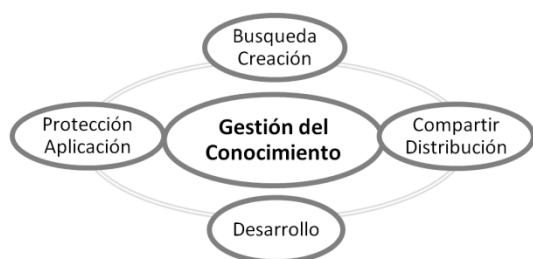 Busqueda
Creación
Protección
Aplicación
Gestión del
Conocimiento
Compartir
Distribución
Desarrollo